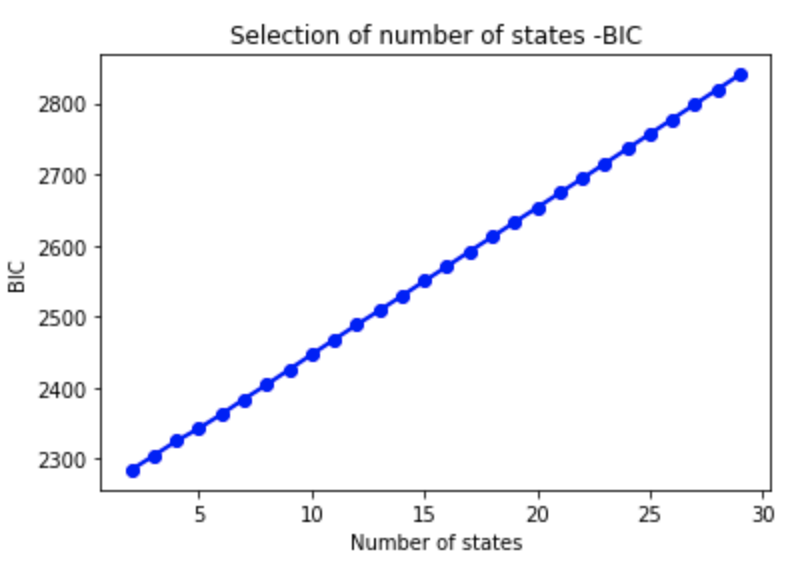 Selection of number of states -BIC
2800
2700
2600
2500
2400
2300
BIC
5 10 15 20 25 30
Number of states